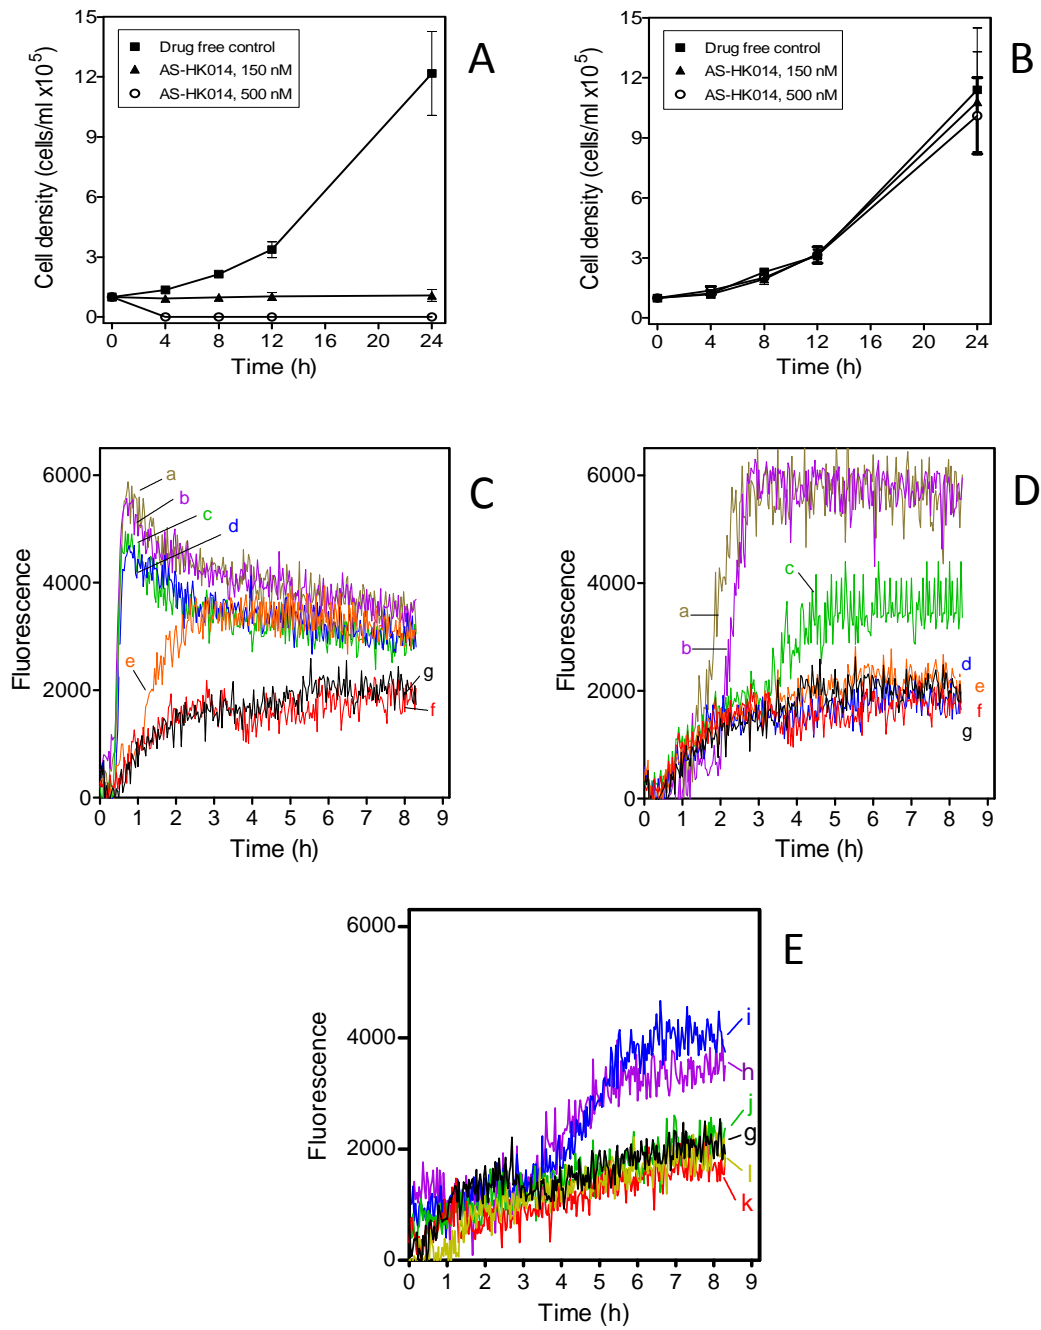 A
Cell density (cells/ml x10⁵)
15
12
9
6
3
0
Drug free control
AS-HK014, 150 nM
AS-HK014, 500 nM
0 4 8 12 16 20 24
Time (h)
B
Cell density (cells/ml x10⁵)
15
12
9
6
3
0
Drug free control
AS-HK014, 150 nM
AS-HK014, 500 nM
0 4 8 12 16 20 24
Time (h)
C
Fluorescence
6000
4000
2000
0
a
b
c
d
e
g
f
0 1 2 3 4 5 6 7 8 9
Time (h)
D
Fluorescence
6000
4000
2000
0
c
a
b
d
e
f
g
0 1 2 3 4 5 6 7 8 9
Time (h)
E
Fluorescence
6000
4000
2000
0
i
h
j
g
l
k
0 1 2 3 4 5 6 7 8 9
Time (h)